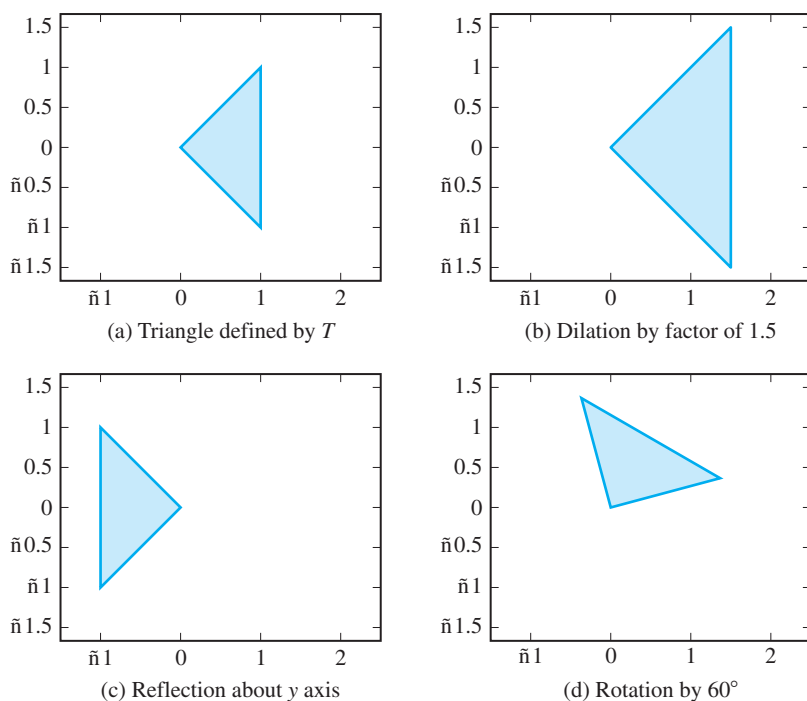 1.5
1
0.5
0
ñ0.5
ñ1
ñ1.5
ñ1 0 1 2
(a) Triangle defined by T
1.5
1
0.5
0
ñ0.5
ñ1
ñ1.5
ñ1 0 1 2
(b) Dilation by factor of 1.5
1.5
1
0.5
0
ñ0.5
ñ1
ñ1.5
ñ1 0 1 2
(c) Reflection about y axis
1.5
1
0.5
0
ñ0.5
ñ1
ñ1.5
ñ1 0 1 2
(d) Rotation by 60°